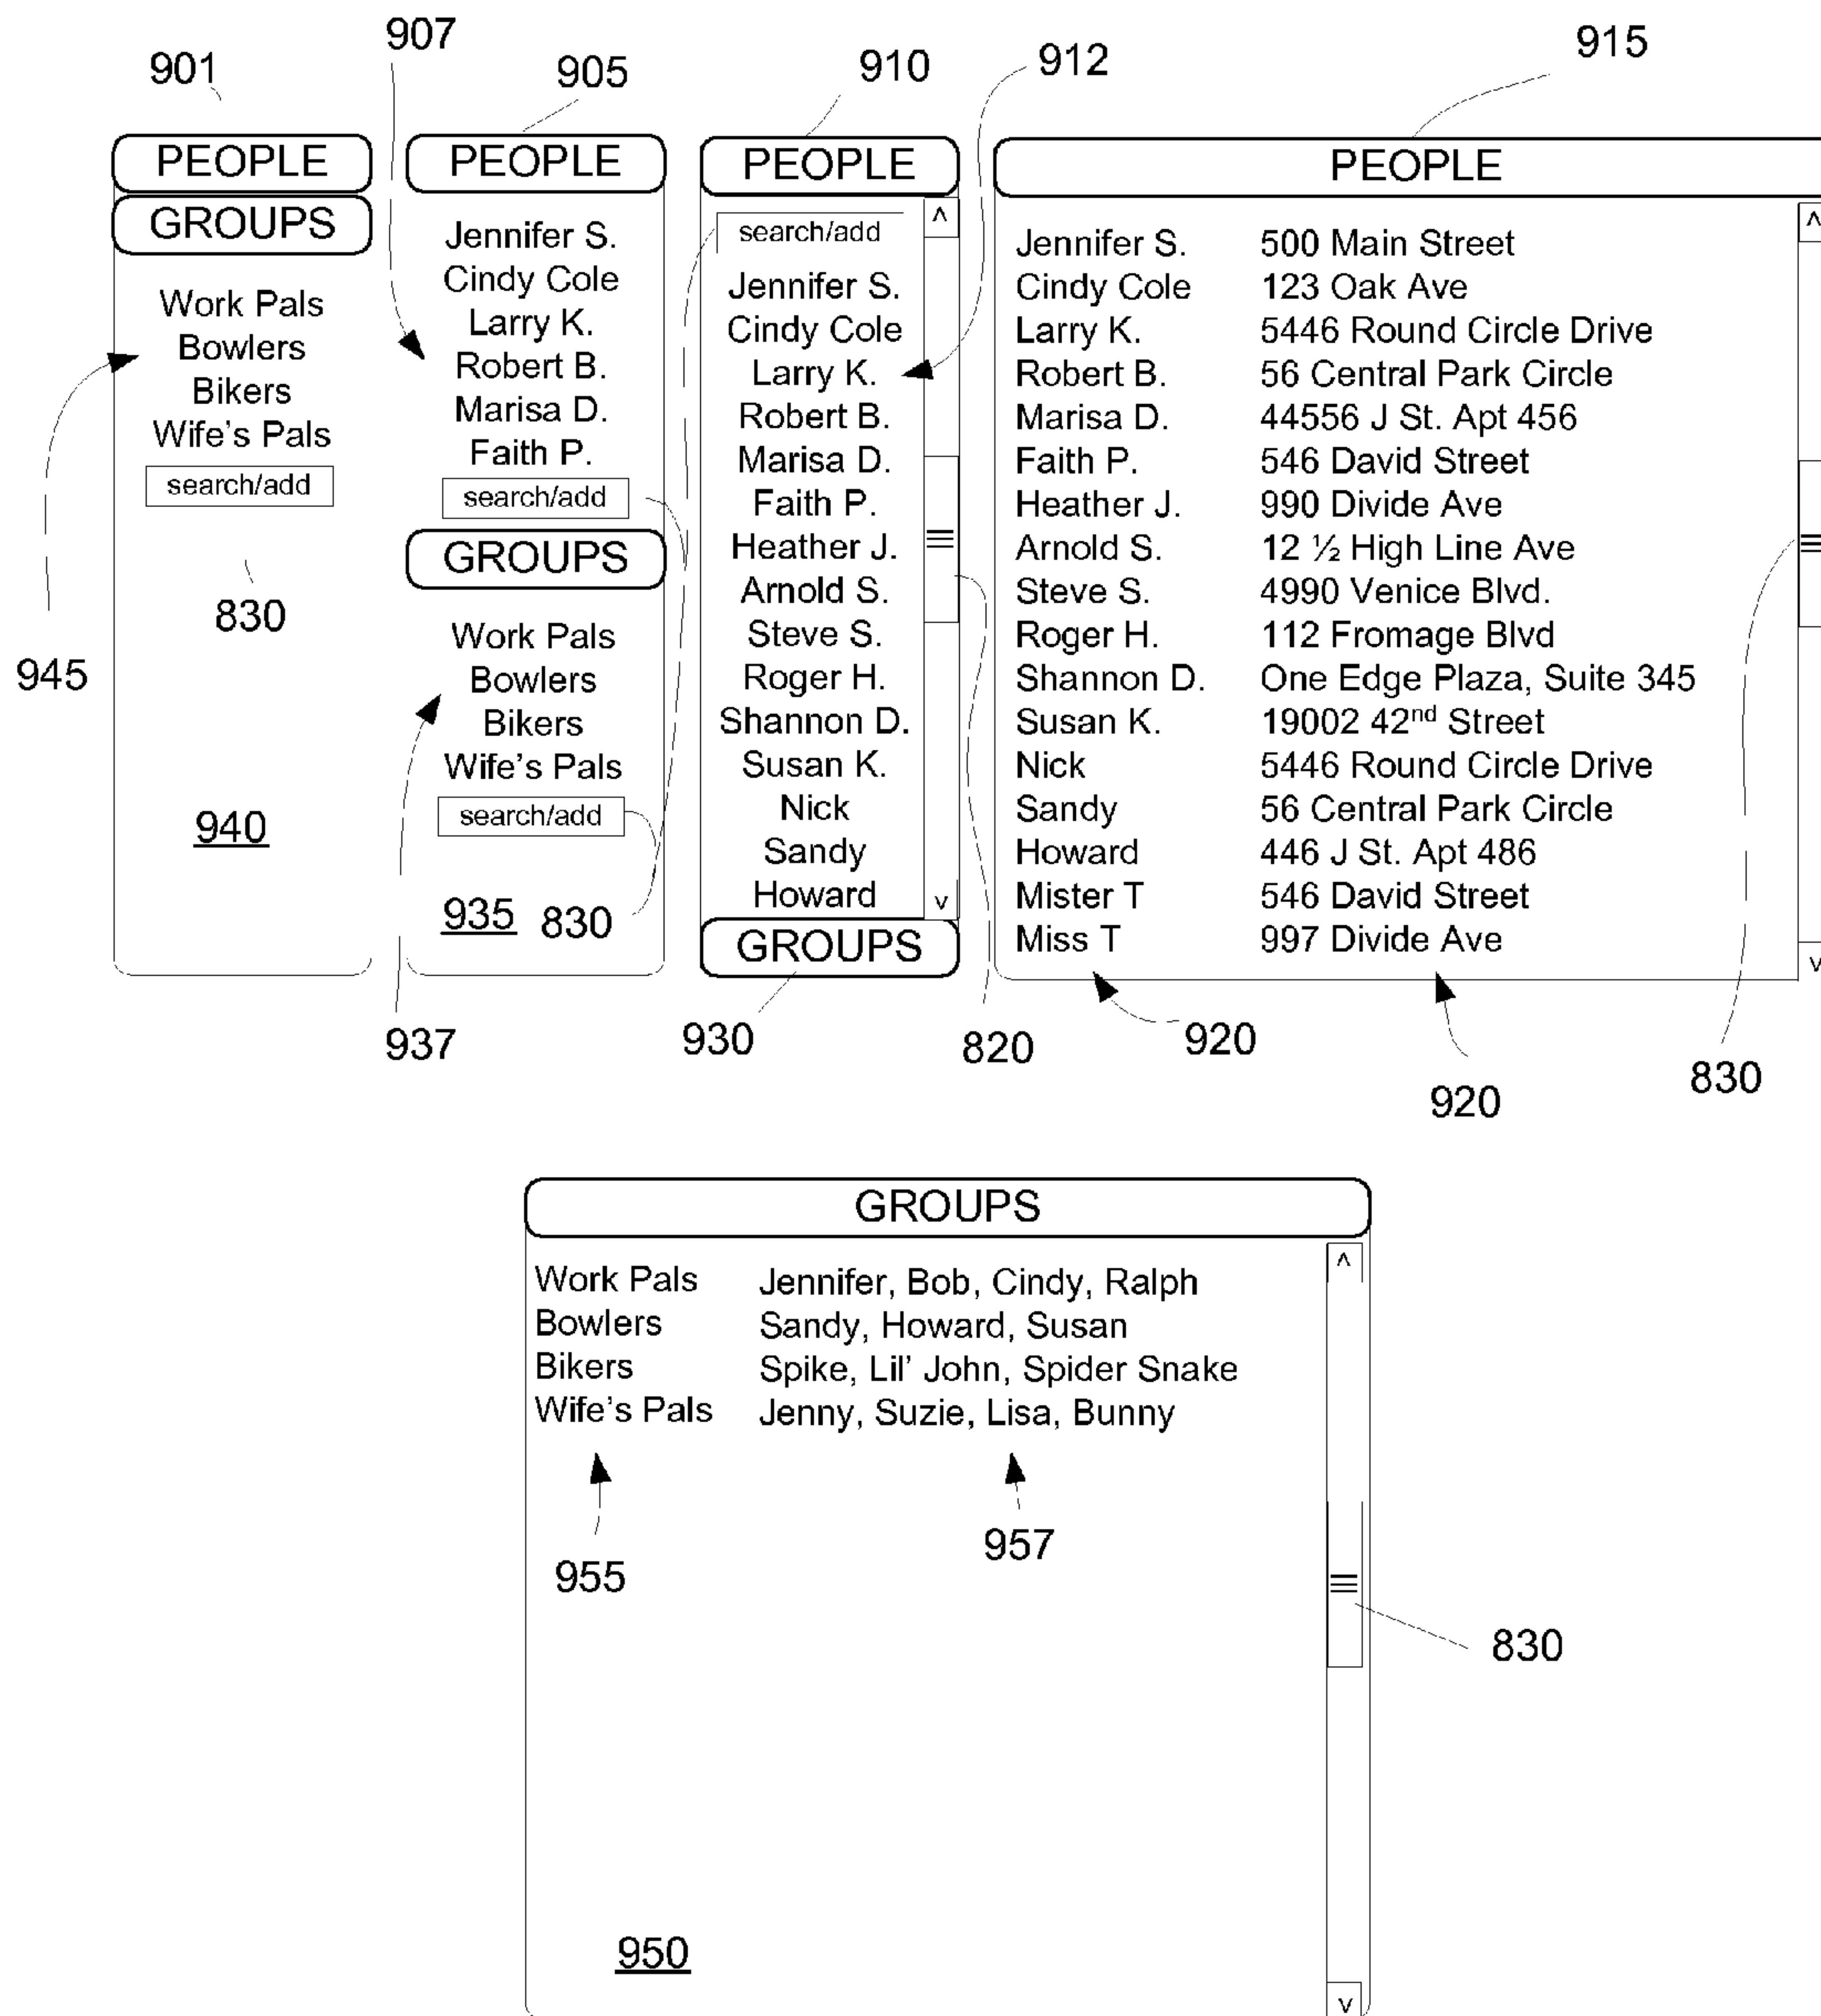 907
901
905
910
912
915
PEOPLE
GROUPS
Work Pals
Bowlers
Bikers
Wife's Pals
search/add
830
945
940
PEOPLE
Jennifer S.
Cindy Cole
Larry K.
Robert B.
Marisa D.
Faith P.
search/add
GROUPS
Work Pals
Bowlers
Bikers
Wife's Pals
search/add
935
830
937
PEOPLE
search/add
^
Jennifer S.
Cindy Cole
Larry K.
Robert B.
Marisa D.
Faith P.
Heather J.
Arnold S.
Steve S.
Roger H.
Shannon D.
Susan K.
Nick
Sandy
Howard
v
GROUPS
930
820
PEOPLE
^
Jennifer S. 500 Main Street
Cindy Cole 123 Oak Ave
Larry K. 5446 Round Circle Drive
Robert B. 56 Central Park Circle
Marisa D. 44556 J St. Apt 456
Faith P. 546 David Street
Heather J. 990 Divide Ave
Arnold S. 12 ½ High Line Ave
Steve S. 4990 Venice Blvd.
Roger H. 112 Fromage Blvd
Shannon D. One Edge Plaza, Suite 345
Susan K. 19002 42nd Street
Nick 5446 Round Circle Drive
Sandy 56 Central Park Circle
Howard 446 J St. Apt 486
Mister T 546 David Street
Miss T 997 Divide Ave
v
920
920
830
GROUPS
^
Work Pals Jennifer, Bob, Cindy, Ralph
Bowlers Sandy, Howard, Susan
Bikers Spike, Lil' John, Spider Snake
Wife's Pals Jenny, Suzie, Lisa, Bunny
955
957
830
950
v